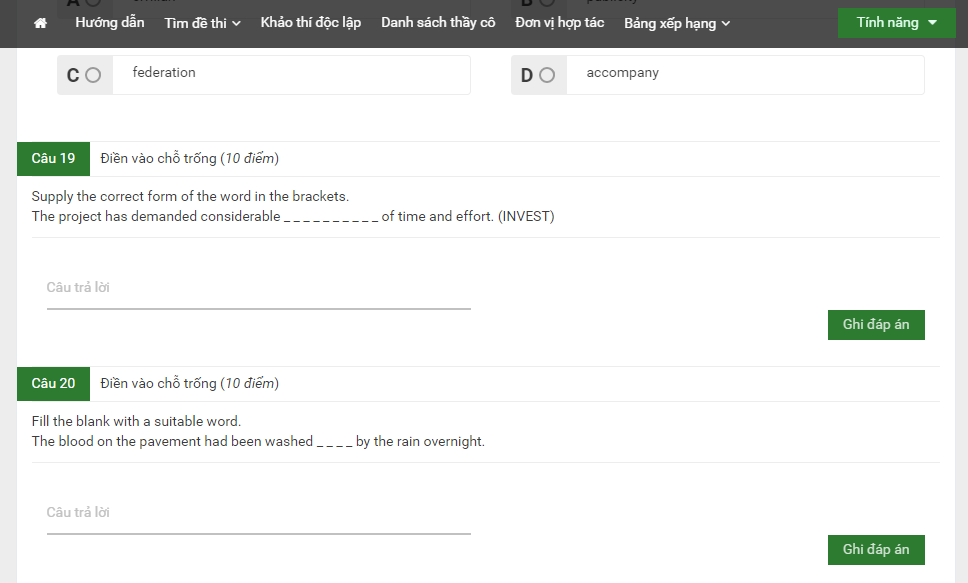 Hướng dẫn Tìm đề thi Khảo thí độc lập Danh sách thầy cô Đơn vị hợp tác Bảng xếp hạng Tính năng
C federation
D accompany
Câu 19 Điền vào chỗ trống (10 điểm)
Supply the correct form of the word in the brackets.
The project has demanded considerable _ _ _ _ _ _ _ _ _ _ of time and effort. (INVEST)
Câu trả lời
Ghi đáp án
Câu 20 Điền vào chỗ trống (10 điểm)
Fill the blank with a suitable word.
The blood on the pavement had been washed _ _ _ _ by the rain overnight.
Câu trả lời
Ghi đáp án